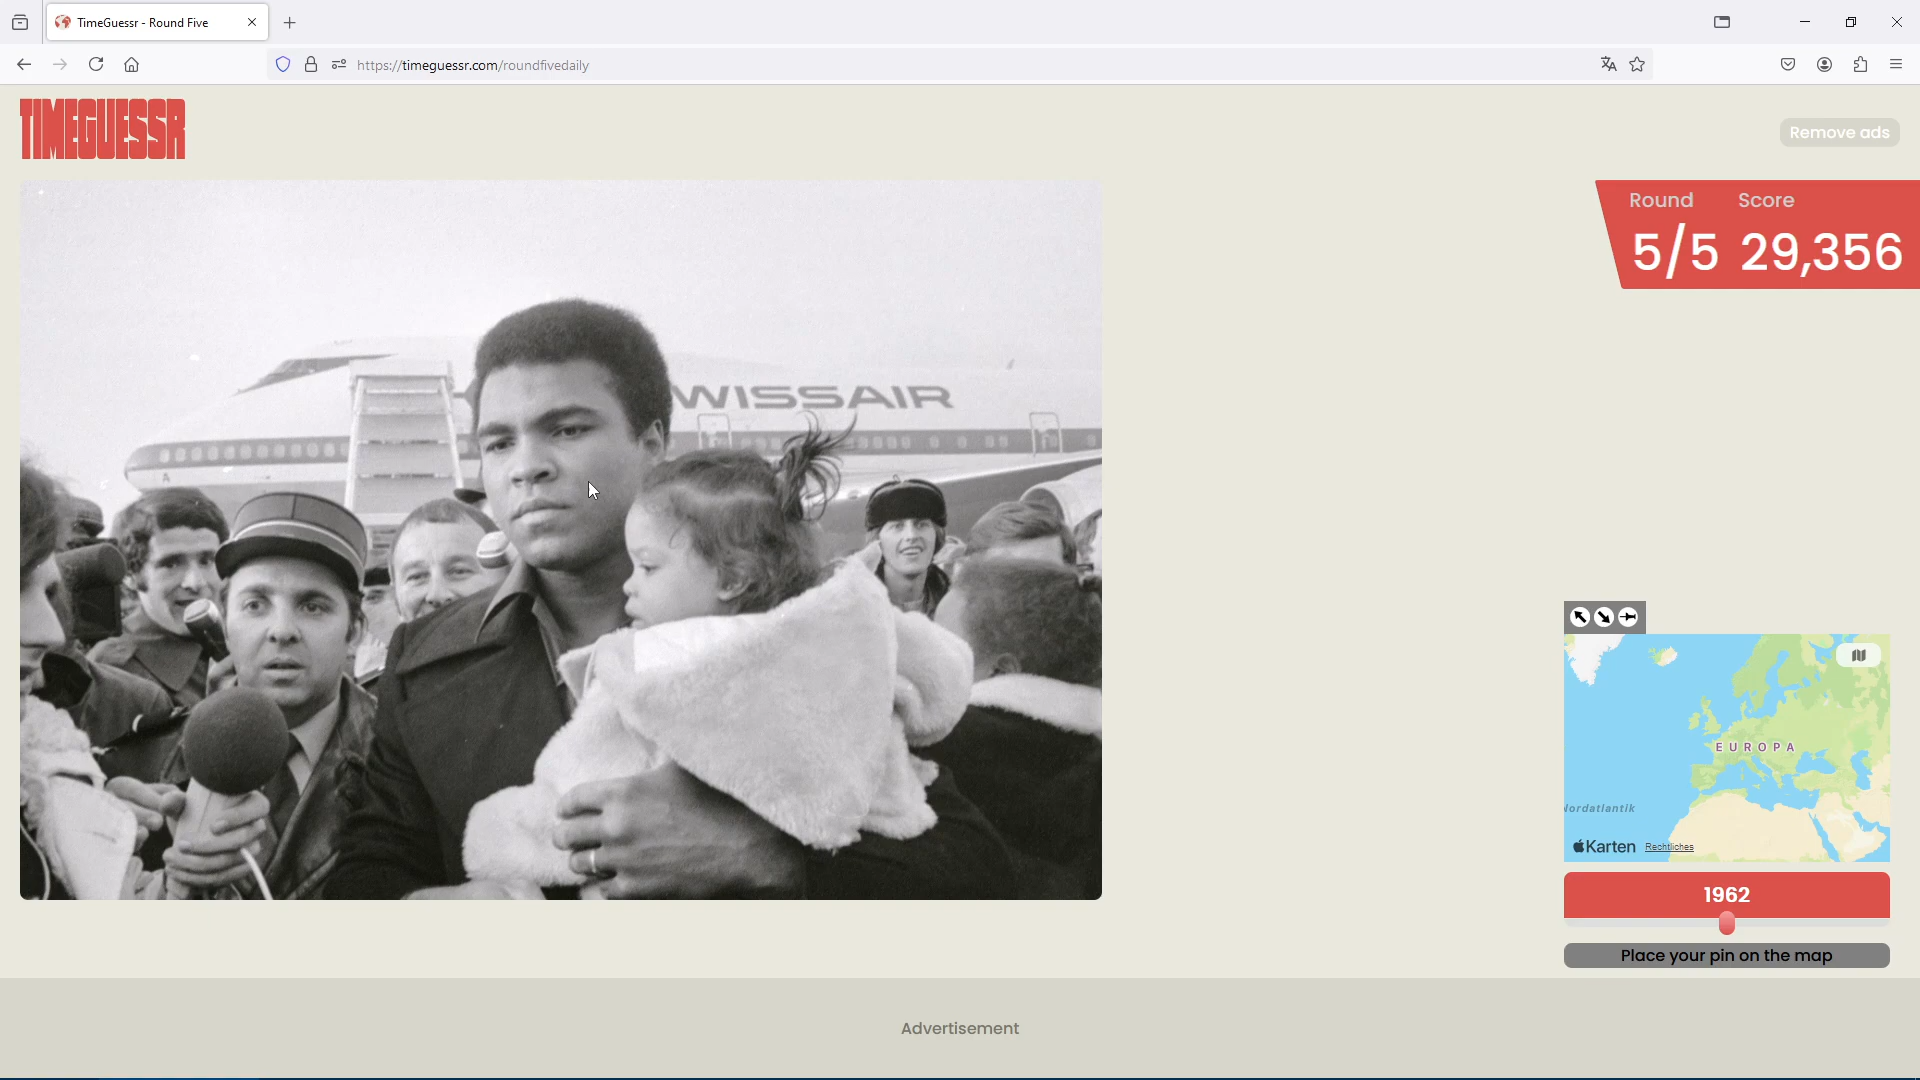 TimeGuessr - Round Five
https://timeguessr.com/roundfivedaily
TIMEGUESSR
Remove ads
Round Score
5/5 29,356
WISSAIR
A
EUROPA
Nordatlantik
Karten Rechtliches
1962
Place your pin on the map
Advertisement